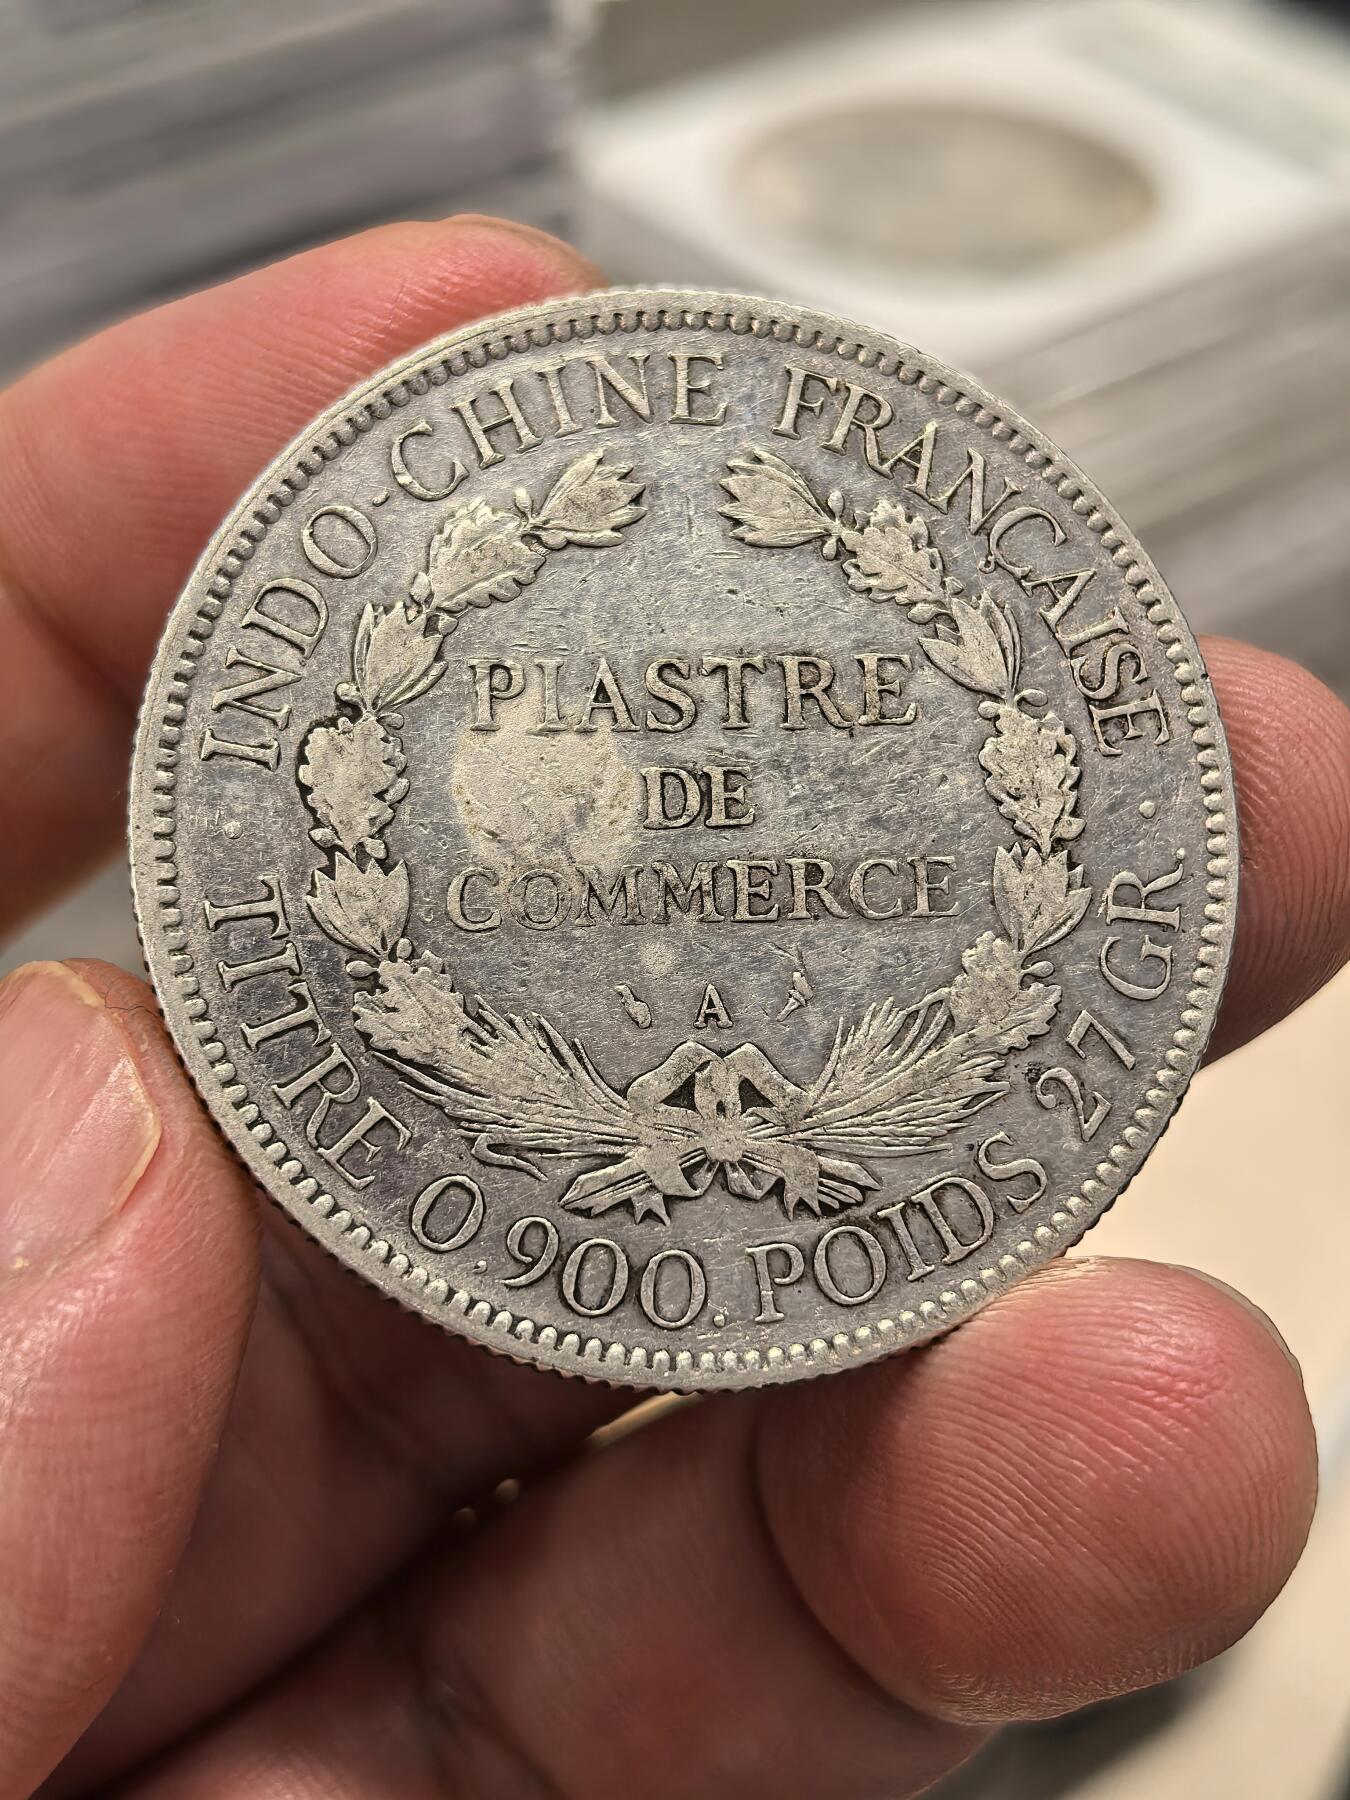 INDO-CHINE FRANÇAISE
PIASTRE
DE
COMMERCE
A
· TITRE 0,900. POIDS 27 GR. ·